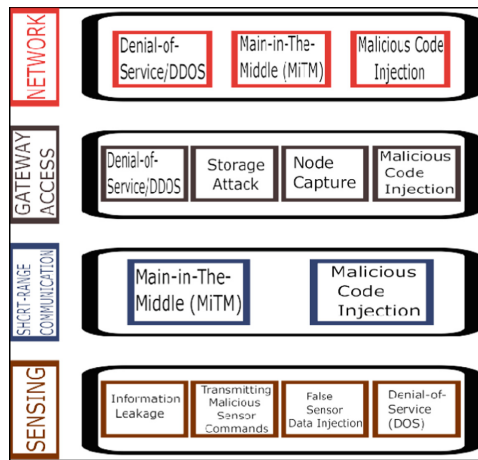 NETWORK
Denial-of-
Service/DDOS
Main-in-The-
Middle (MiTM)
Malicious Code
Injection
GATEWAY
ACCESS
Denial-of-
Service/DDOS
Storage
Attack
Node
Capture
Malicious
Code
Injection
SHORT-RANGE
COMMUNICATION
Main-in-The-
Middle (MiTM)
Malicious
Code
Injection
SENSING
Information
Leakage
Transmitting
Malicious
Sensor
Commands
False
Sensor
Data Injection
Denial-of-
Service
(DOS)